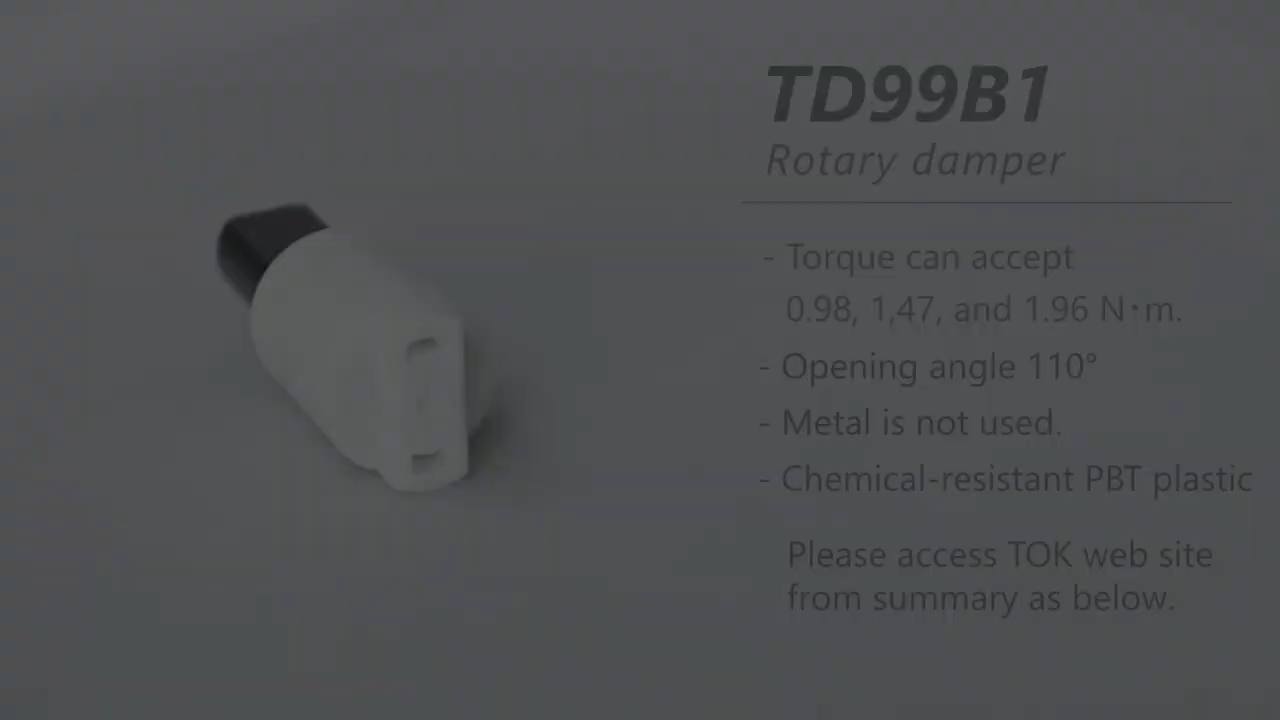 TD99B1
Rotary damper
- Torque can accept
0.98, 1,47, and 1.96 N·m.
- Opening angle 110°
- Metal is not used.
- Chemical-resistant PBT plastic
Please access TOK web site
from summary as below.